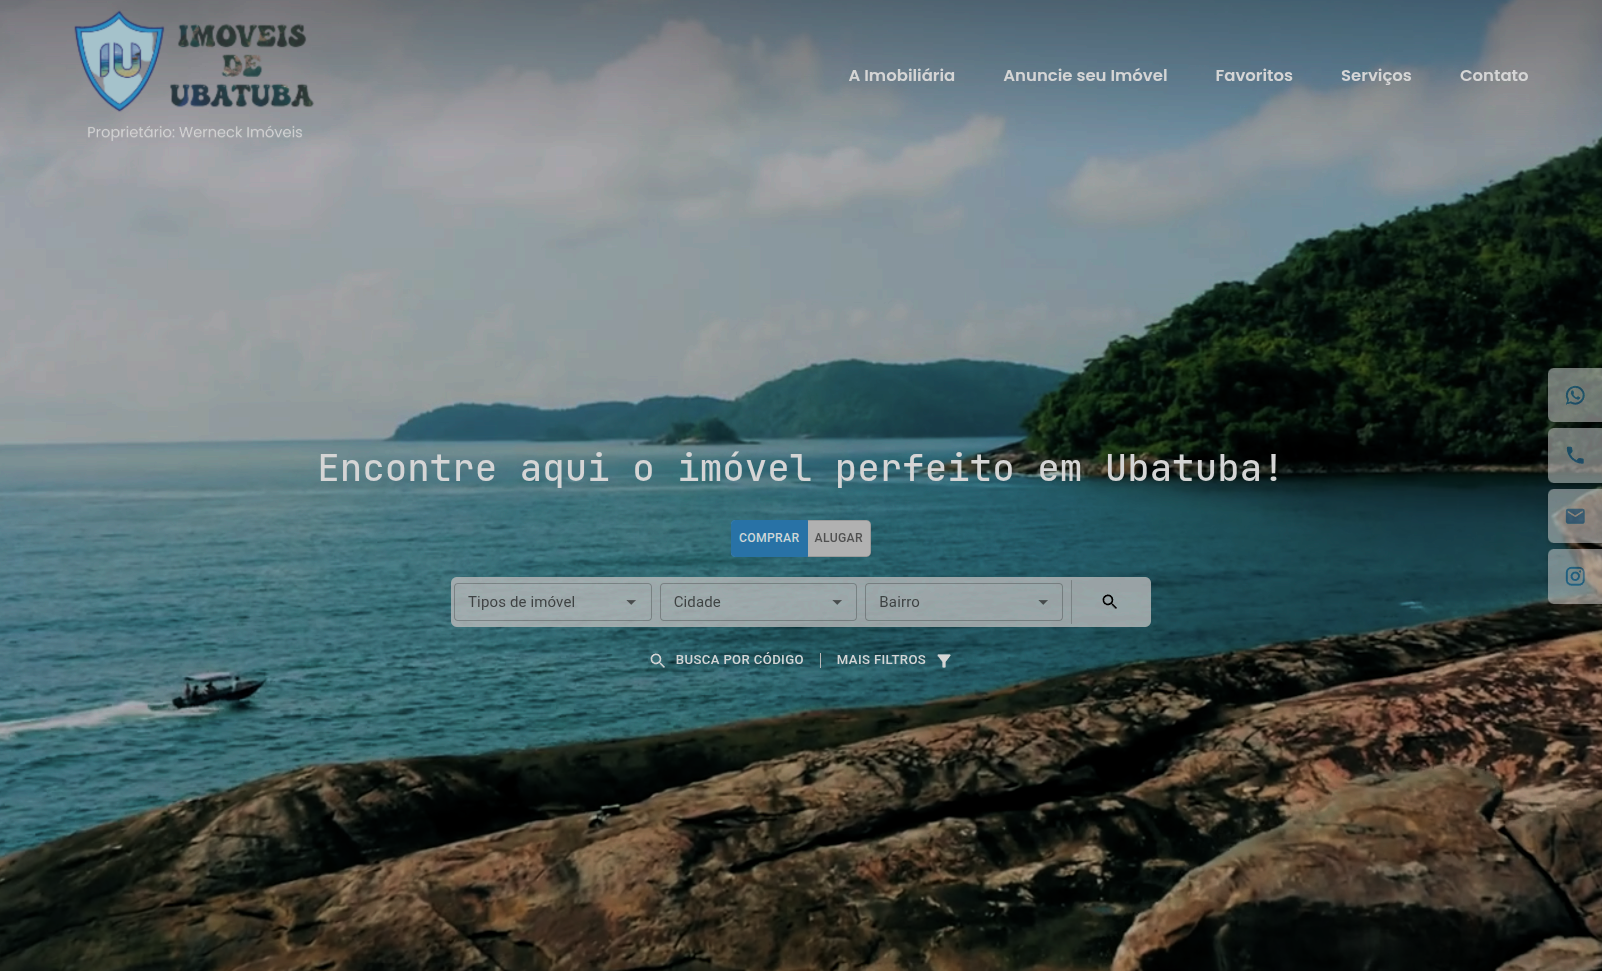 IU
IMOVEIS
DE
UBATUBA
Proprietário: Werneck Imóveis
A Imobiliária
Anuncie seu Imóvel
Favoritos
Serviços
Contato
Encontre aqui o imóvel perfeito em Ubatuba!
COMPRAR
ALUGAR
Tipos de imóvel
Cidade
Bairro
BUSCA POR CÓDIGO
MAIS FILTROS